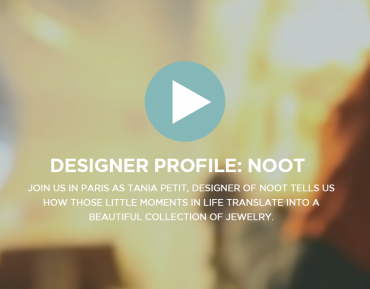 DESIGNER PROFILE: NOOT
JOIN US IN PARIS AS TANIA PETIT, DESIGNER OF NOOT TELLS US
HOW THOSE LITTLE MOMENTS IN LIFE TRANSLATE INTO A
BEAUTIFUL COLLECTION OF JEWELRY.